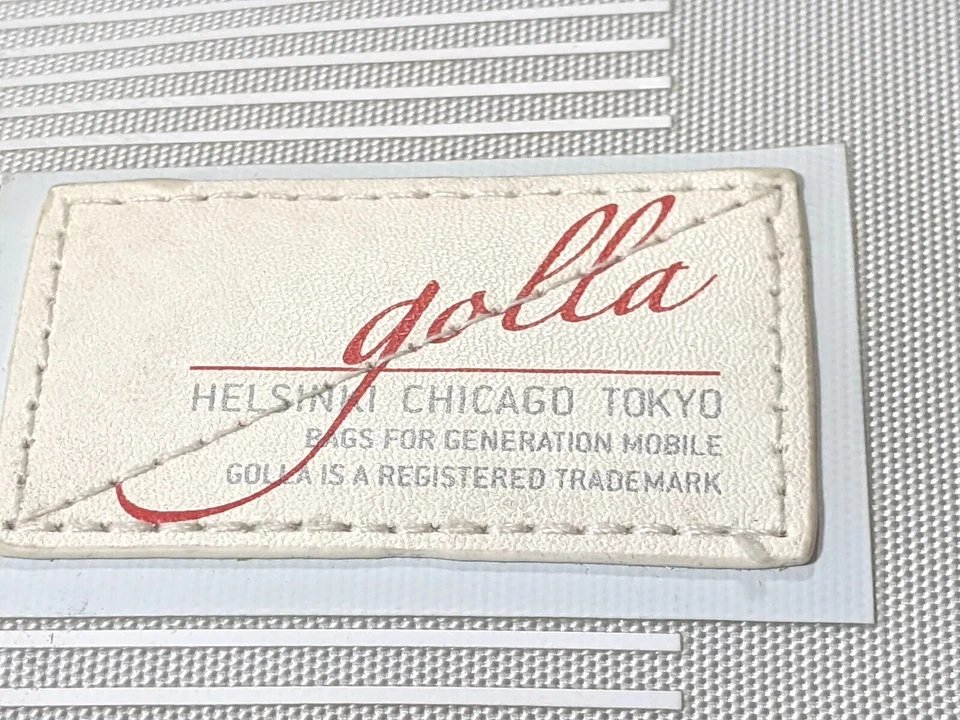 golla
HELSINKI CHICAGO TOKYO
BAGS FOR GENERATION MOBILE
GOLLA IS A REGISTERED TRADEMARK